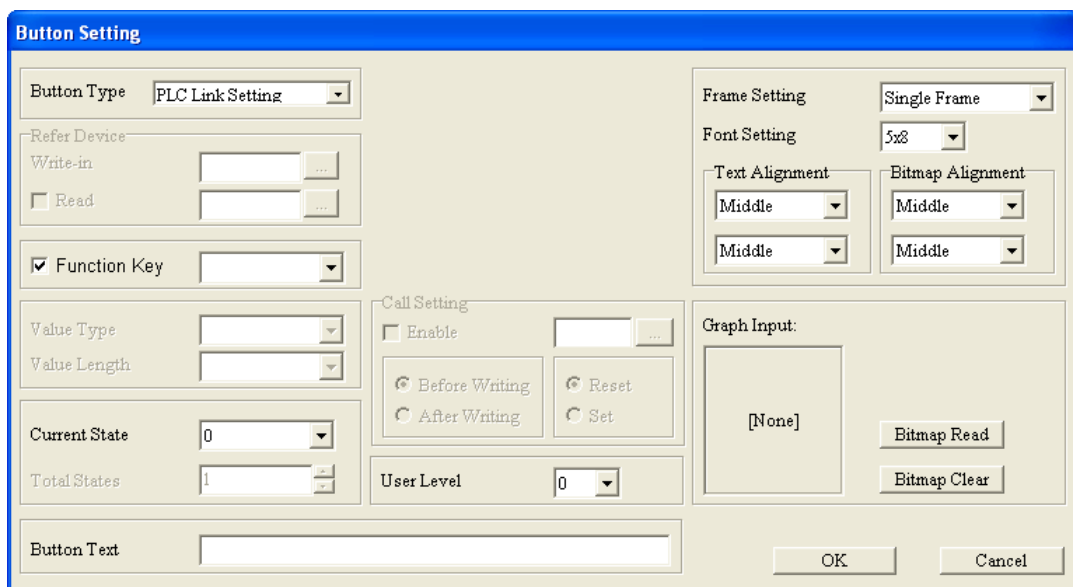 Button Setting
Button Type PLC Link Setting
Refer Device
Write-in ...
Read ...
Function Key
Value Type
Value Length
Current State 0
Total States 1
Call Setting
Enable ...
Before Writing Reset
After Writing Set
User Level 0
Button Text
Frame Setting Single Frame
Font Setting 5x8
Text Alignment Bitmap Alignment
Middle Middle
Middle Middle
Graph Input:
[None]
Bitmap Read
Bitmap Clear
OK Cancel